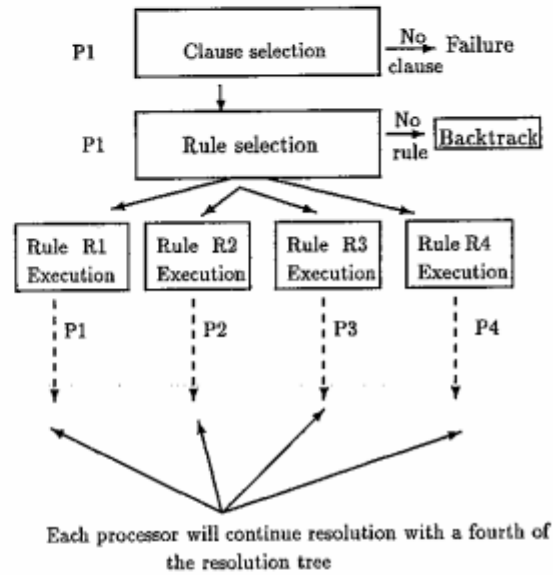 P1
Clause selection
No
clause
Failure
P1
Rule selection
No
rule
Backtrack
Rule R1
Execution
Rule R2
Execution
Rule R3
Execution
Rule R4
Execution
P1
P2
P3
P4
Each processor will continue resolution with a fourth of
the resolution tree